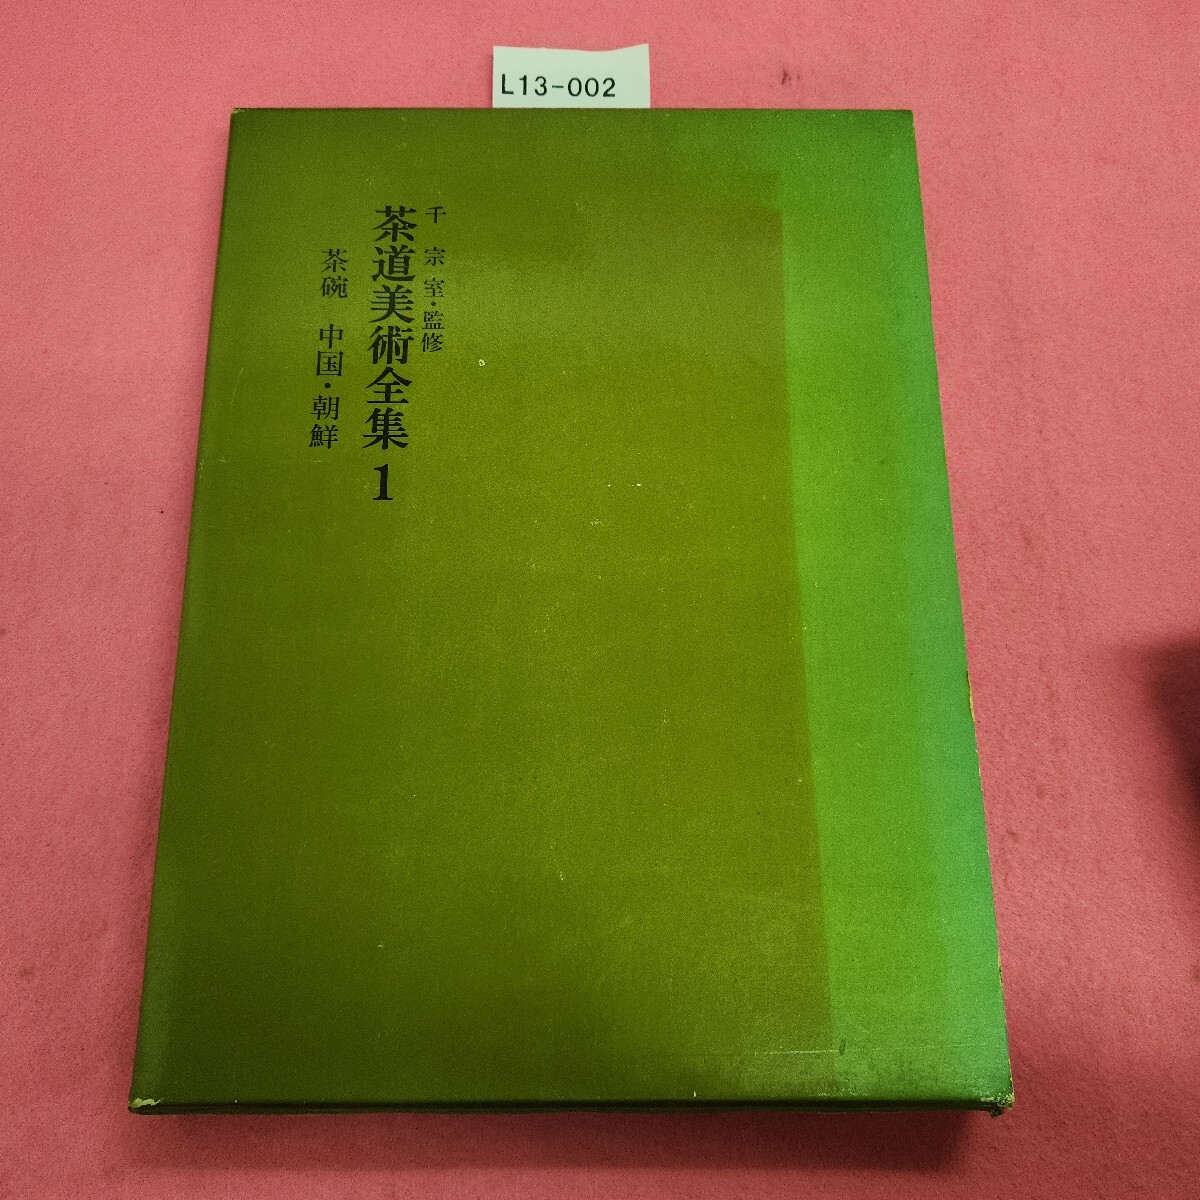 L13-002
千宗室・監修
茶道美術全集1
茶碗 中国・朝鮮